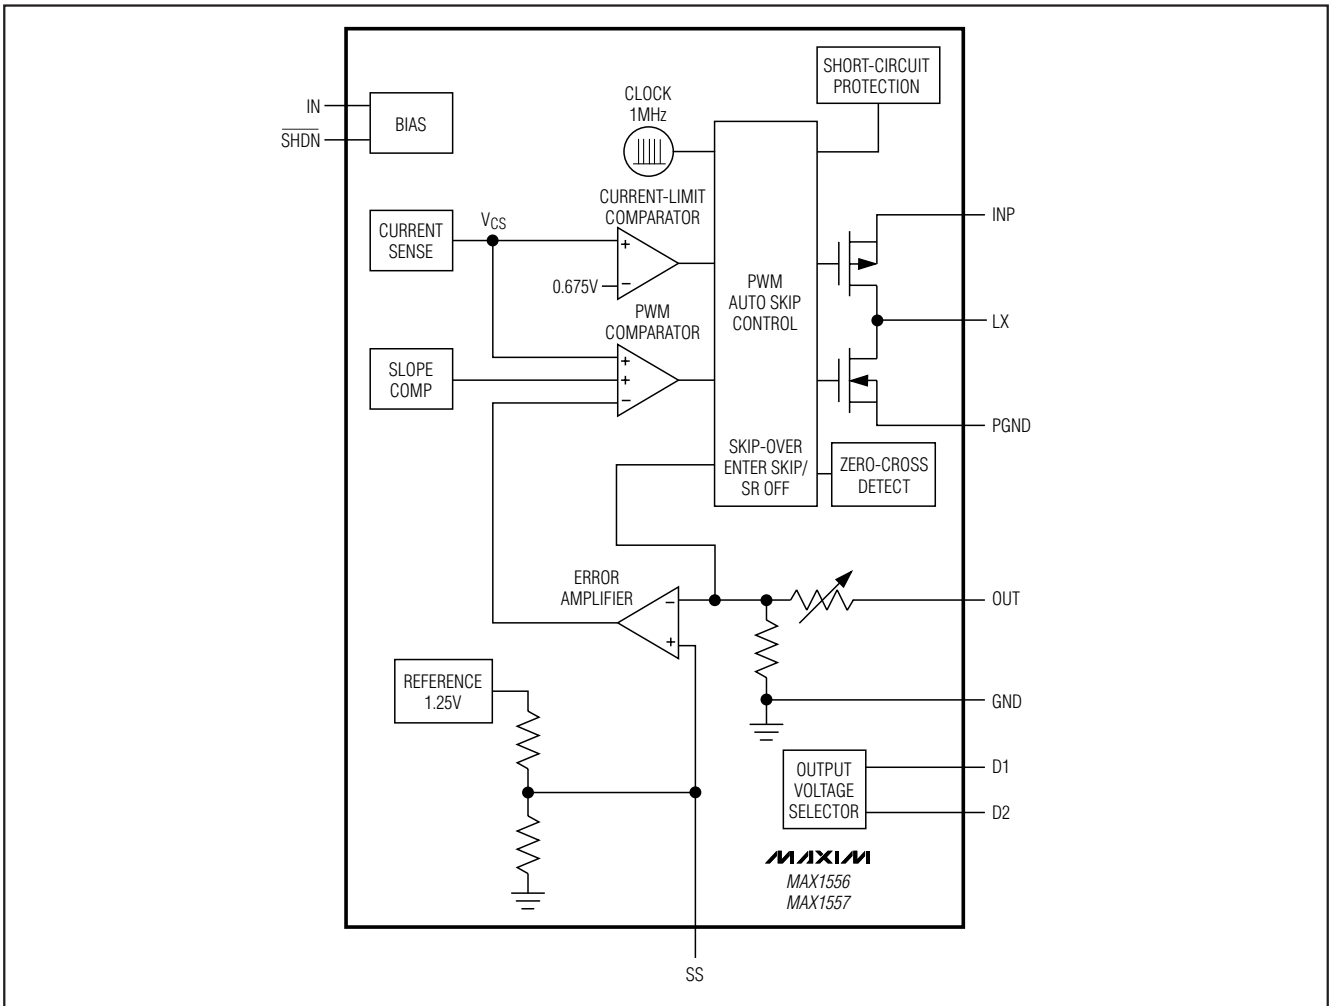 SHORT-CIRCUIT
PROTECTION
CLOCK
1MHz
IN
SHDN
BIAS
CURRENT-LIMIT
COMPARATOR
CURRENT
SENSE
VCS
+
0.675V
−
INP
PWM
AUTO SKIP
CONTROL
PWM
COMPARATOR
LX
SLOPE
COMP
+
+
−
PGND
SKIP-OVER
ENTER SKIP/
SR OFF
ZERO-CROSS
DETECT
ERROR
AMPLIFIER
−
+
OUT
REFERENCE
1.25V
GND
OUTPUT
VOLTAGE
SELECTOR
D1
D2
MAXIM
MAX1556
MAX1557
SS